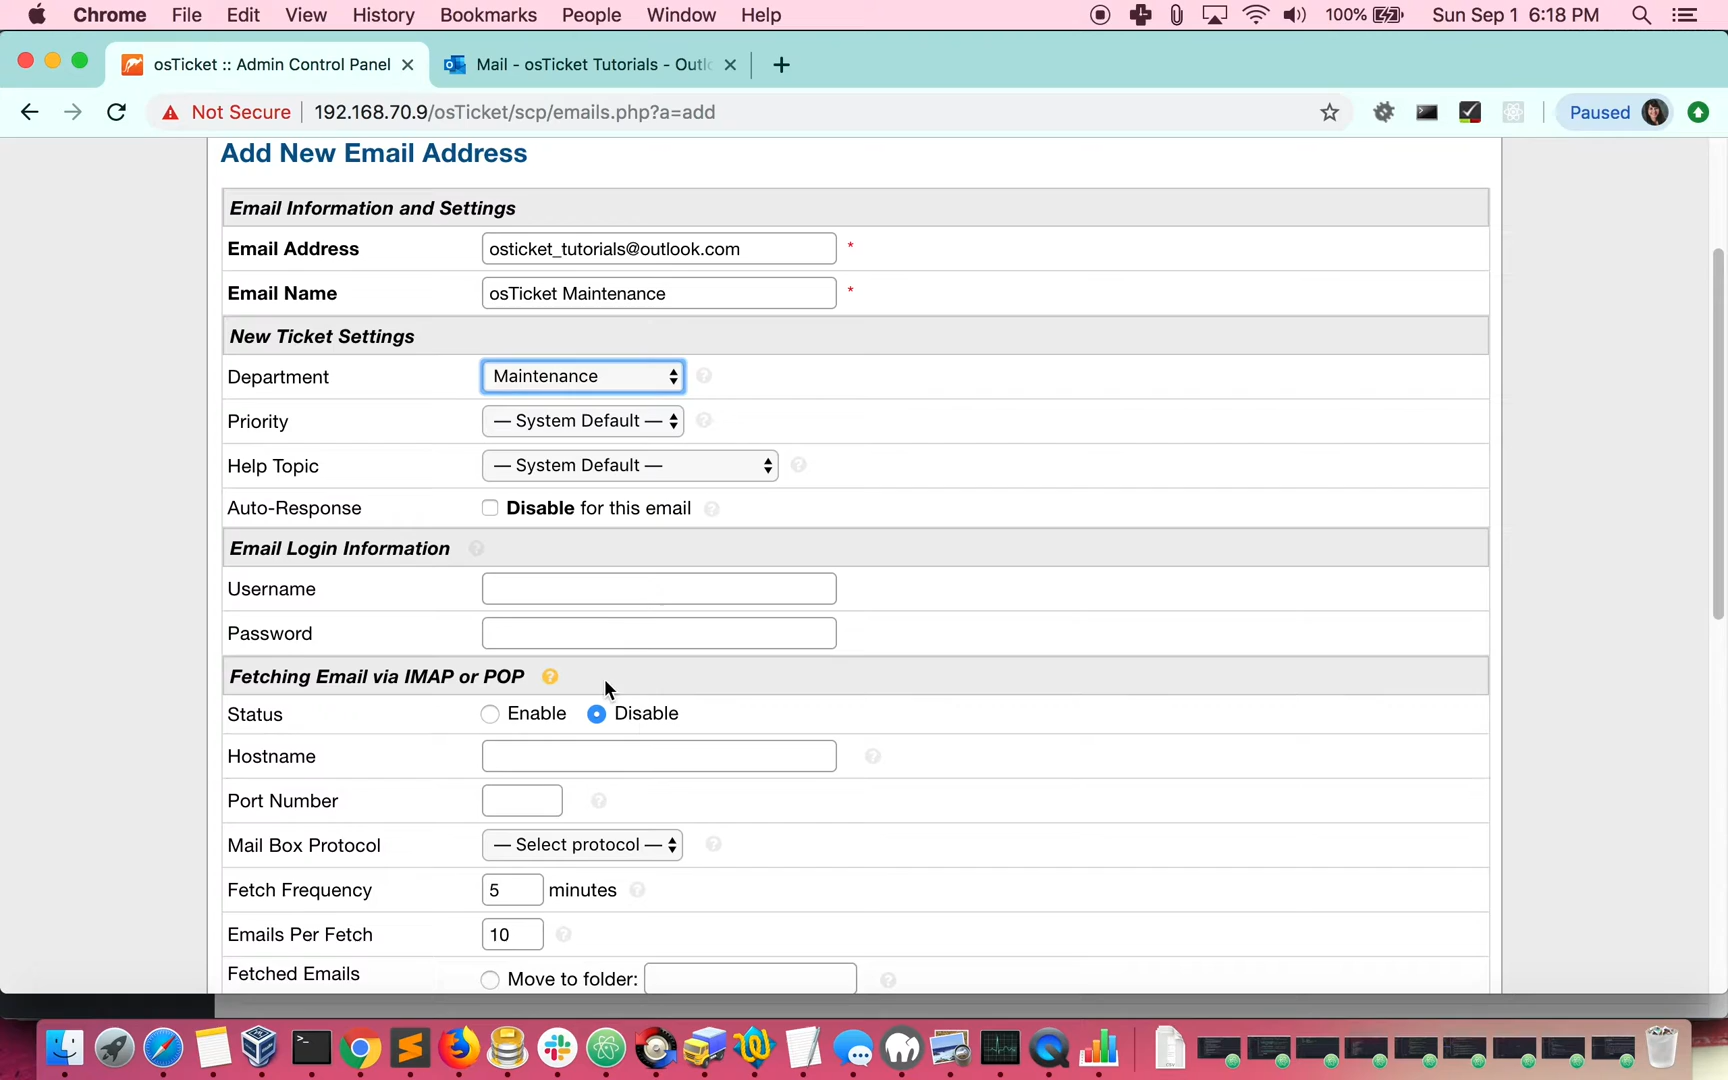 Chrome File Edit View History Bookmarks People Window Help 100% Sun Sep 1 6:18 PM
osTicket :: Admin Control Panel Mail - osTicket Tutorials - Outlo
Not Secure 192.168.70.9/osTicket/scp/emails.php?a=add Paused
Add New Email Address
Email Information and Settings
Email Address osticket_tutorials@outlook.com *
Email Name osTicket Maintenance *
New Ticket Settings
Department Maintenance ?
Priority — System Default — ?
Help Topic — System Default — ?
Auto-Response Disable for this email ?
Email Login Information ?
Username
Password
Fetching Email via IMAP or POP ?
Status Enable Disable
Hostname ?
Port Number ?
Mail Box Protocol — Select protocol — ?
Fetch Frequency 5 minutes ?
Emails Per Fetch 10 ?
Fetched Emails Move to folder: ?